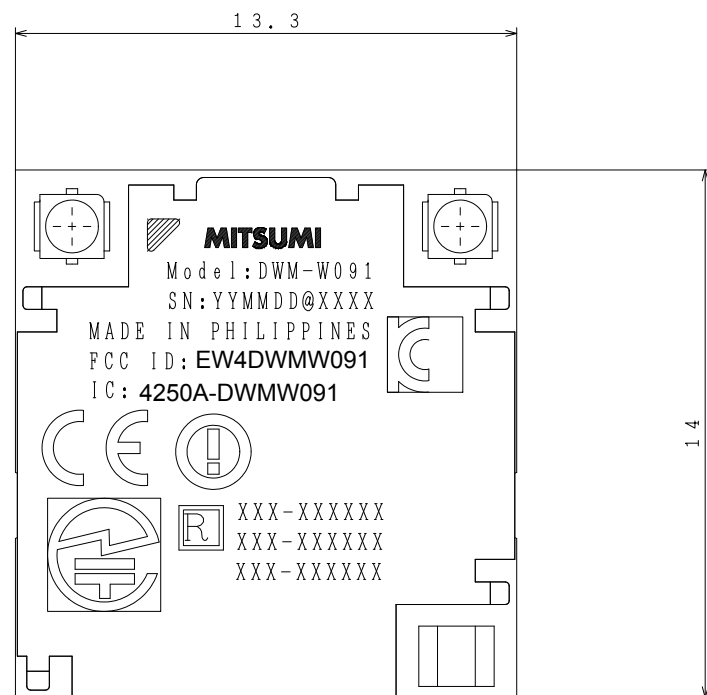 13.3
MITSUMI
Model:DWM-W091
SN:YYMMDD@XXXX
MADE IN PHILIPPINES
FCC ID: EW4DWMW091
IC: 4250A-DWMW091
14
CE
R XXX-XXXXXX
XXX-XXXXXX
XXX-XXXXXX